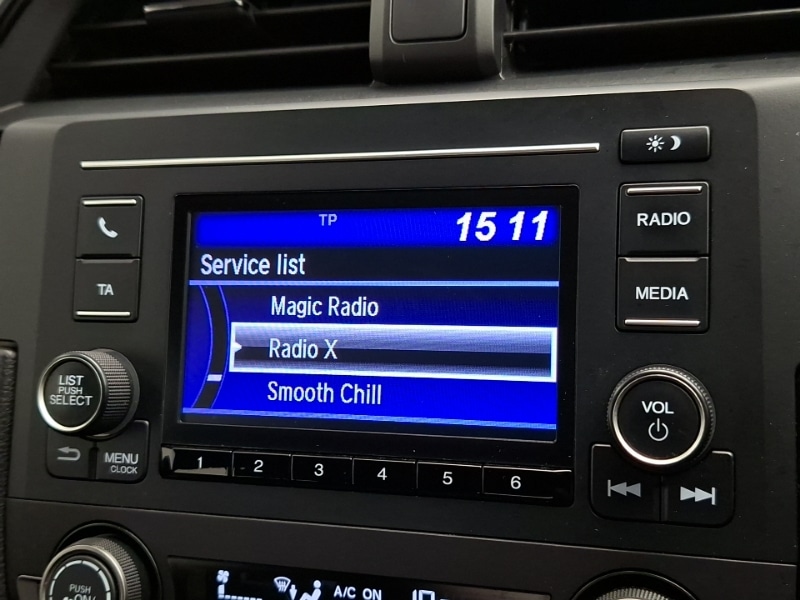 TP
15 11
Service list
Magic Radio
Radio X
Smooth Chill
TA
LIST
PUSH
SELECT
MENU
CLOCK
1 2 3 4 5 6
RADIO
MEDIA
VOL
PUSH
A/C ON